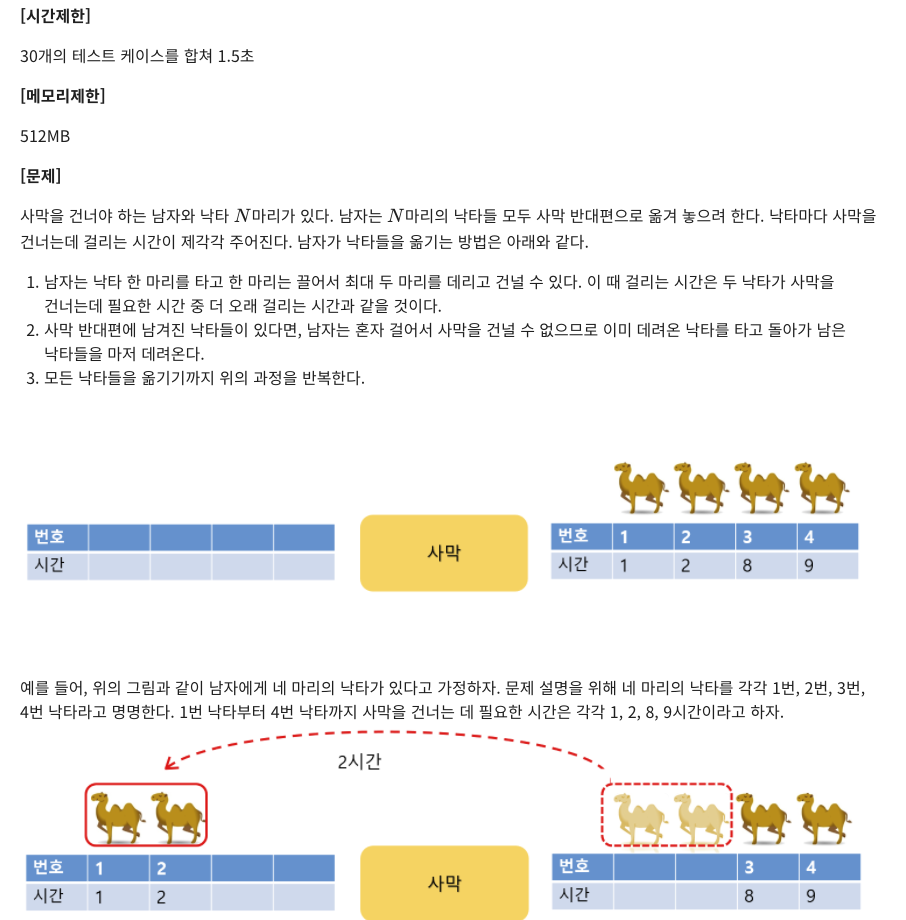 [시간제한]
30개의 테스트 케이스를 합쳐 1.5초
[메모리제한]
512MB
[문제]
사막을 건너야 하는 남자와 낙타 N마리가 있다. 남자는 N마리의 낙타들 모두 사막 반대편으로 옮겨 놓으려 한다. 낙타마다 사막을
건너는데 걸리는 시간이 제각각 주어진다. 남자가 낙타들을 옮기는 방법은 아래와 같다.
1. 남자는 낙타 한 마리를 타고 한 마리는 끌어서 최대 두 마리를 데리고 건널 수 있다. 이 때 걸리는 시간은 두 낙타가 사막을
건너는데 필요한 시간 중 더 오래 걸리는 시간과 같을 것이다.
2. 사막 반대편에 남겨진 낙타들이 있다면, 남자는 혼자 걸어서 사막을 건널 수 없으므로 이미 데려온 낙타를 타고 돌아가 남은
낙타들을 마저 데려온다.
3. 모든 낙타들을 옮기기까지 위의 과정을 반복한다.
번호
시간
사막
번호 1 2 3 4
시간 1 2 8 9
예를 들어, 위의 그림과 같이 남자에게 네 마리의 낙타가 있다고 가정하자. 문제 설명을 위해 네 마리의 낙타를 각각 1번, 2번, 3번,
4번 낙타라고 명명한다. 1번 낙타부터 4번 낙타까지 사막을 건너는 데 필요한 시간은 각각 1, 2, 8, 9시간이라고 하자.
2시간
번호 1 2
시간 1 2
사막
번호 3 4
시간 8 9